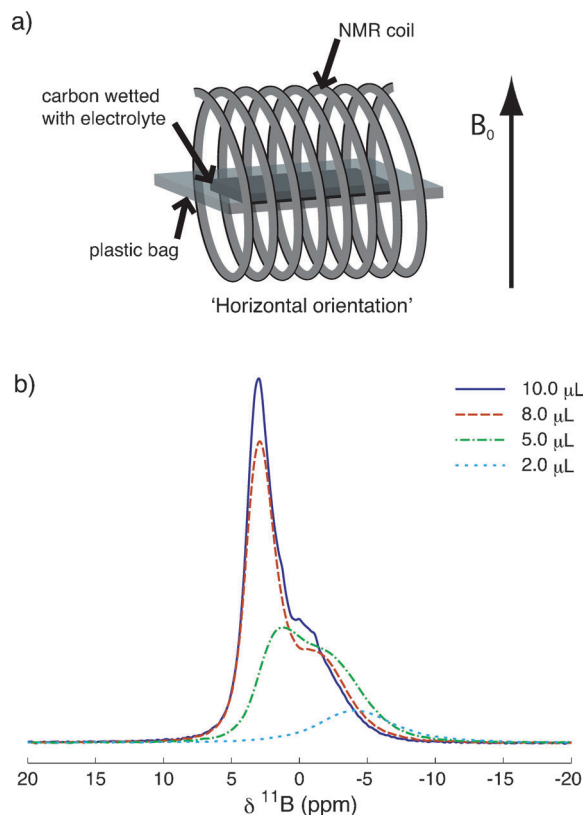 a)
NMR coil
carbon wetted
with electrolyte
B₀
plastic bag
'Horizontal orientation'
b)
10.0 μL
8.0 μL
5.0 μL
2.0 μL
20 15 10 5 0 -5 -10 -15 -20
δ ¹¹B (ppm)